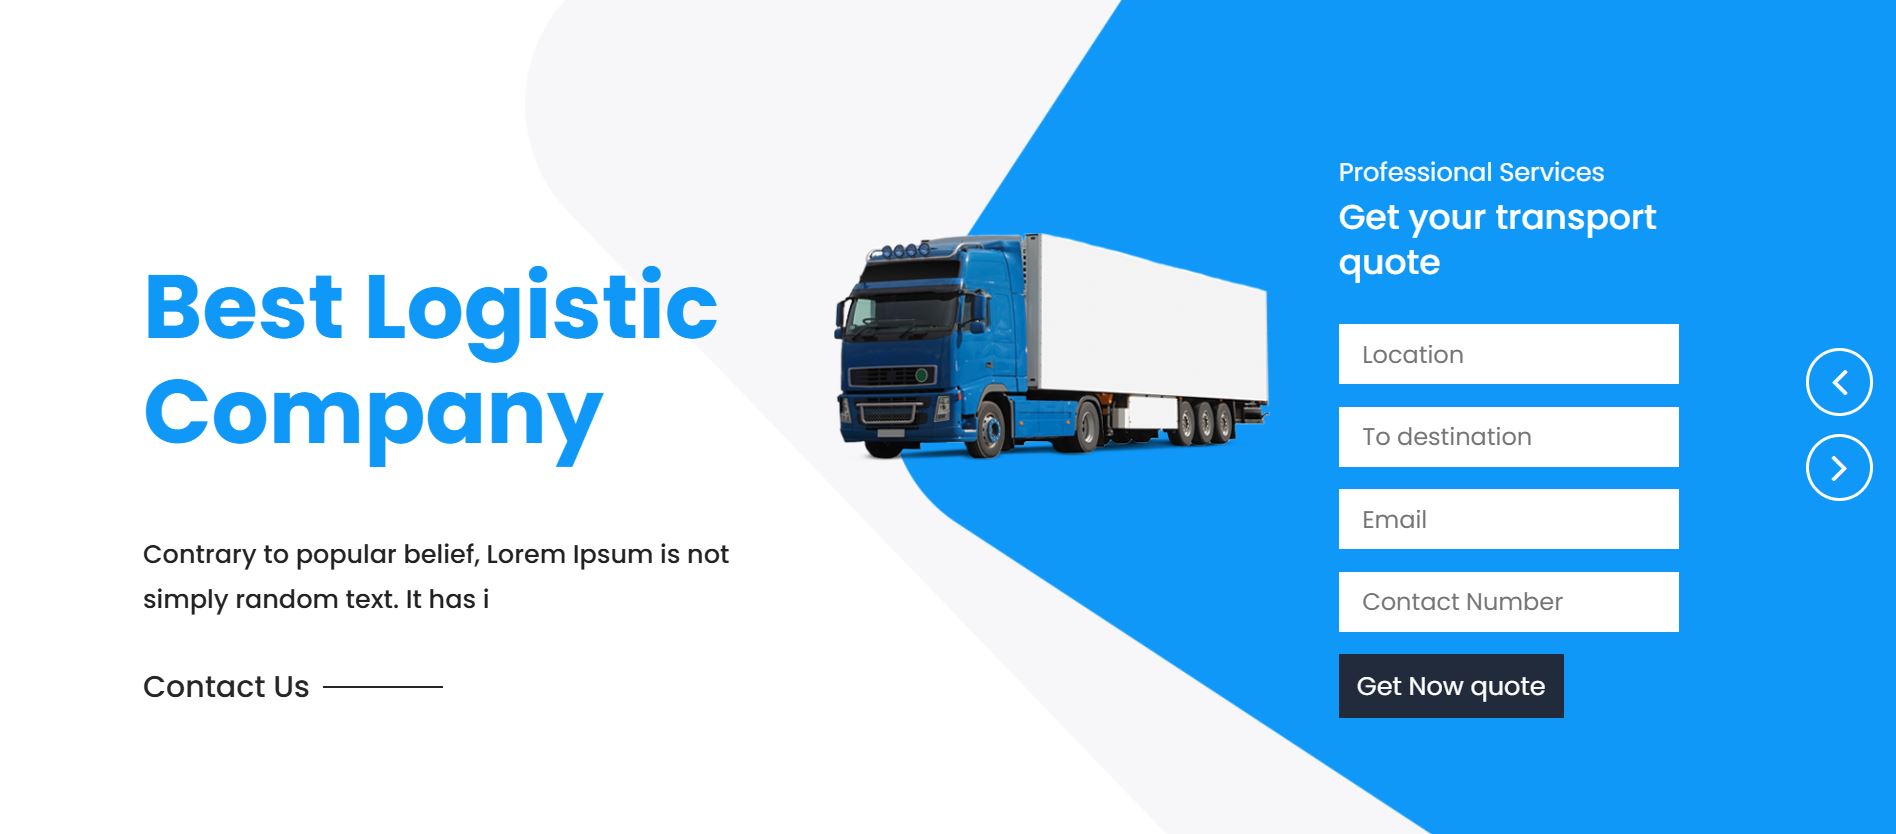 Best Logistic
Company
Contrary to popular belief, Lorem Ipsum is not
simply random text. It has i
Contact Us
Professional Services
Get your transport
quote
Location
To destination
Email
Contact Number
Get Now quote